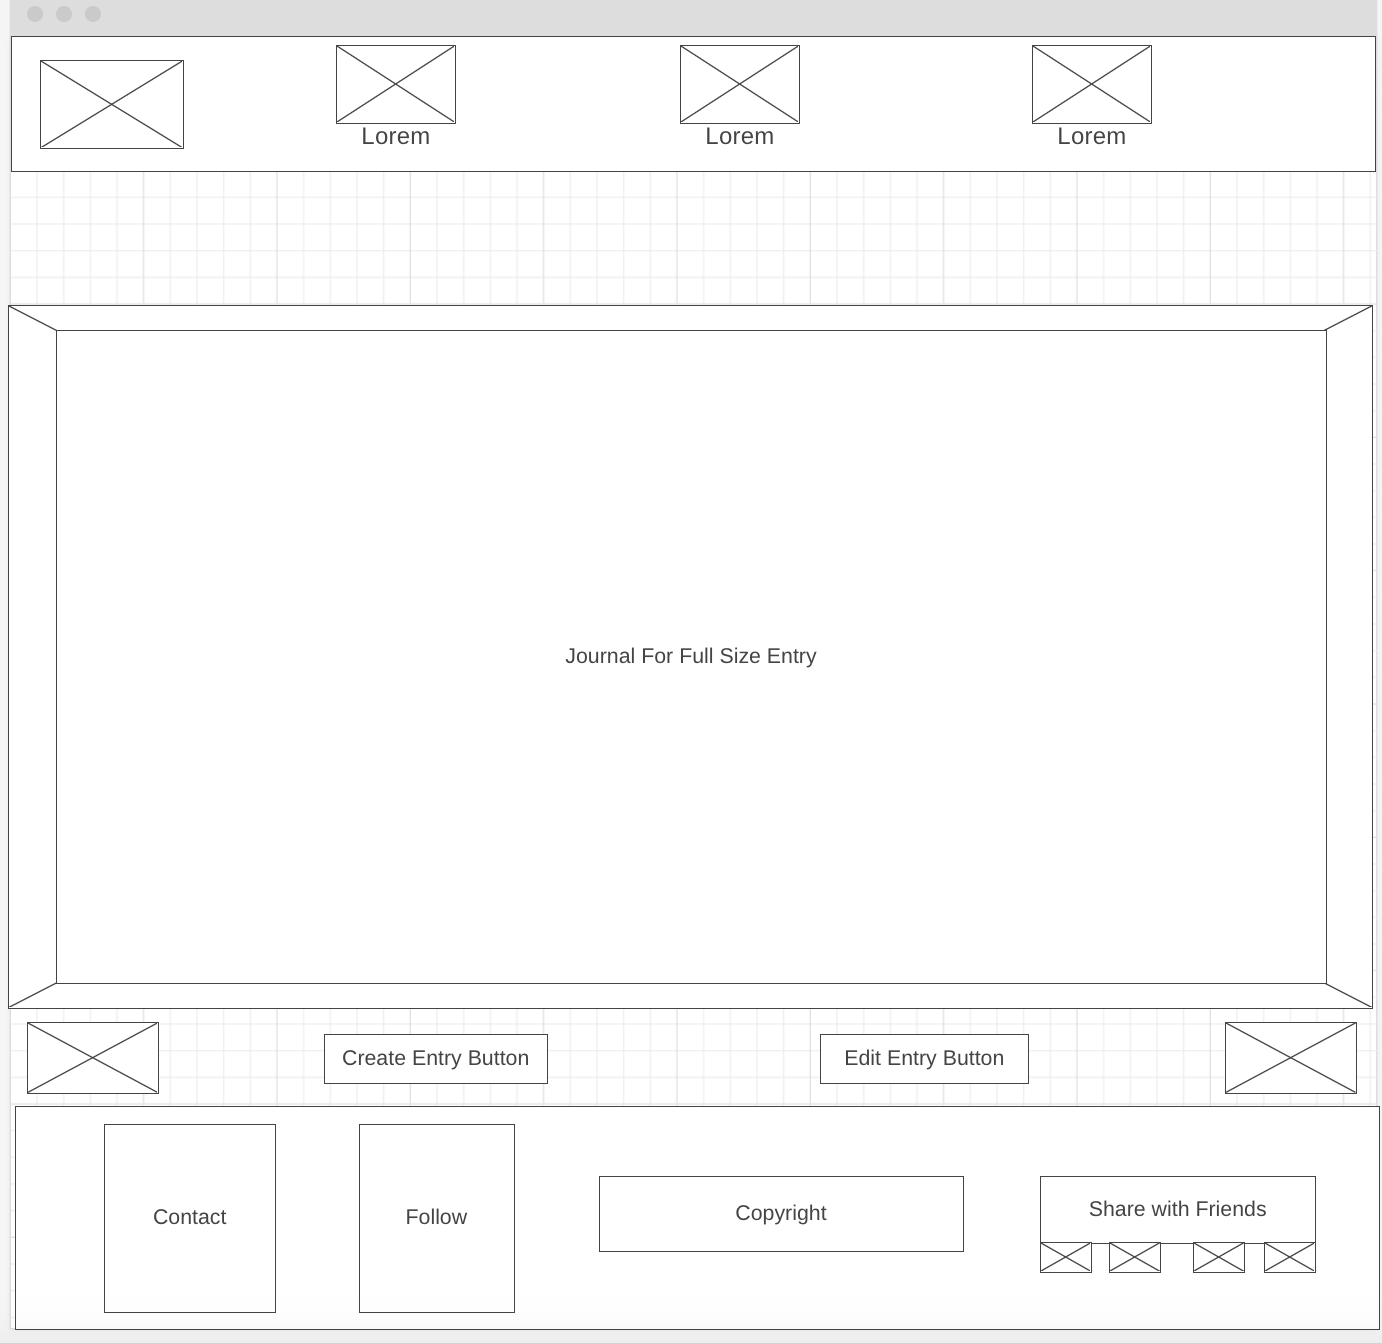 Lorem
Lorem
Lorem
Journal For Full Size Entry
Create Entry Button
Edit Entry Button
Contact
Follow
Copyright
Share with Friends